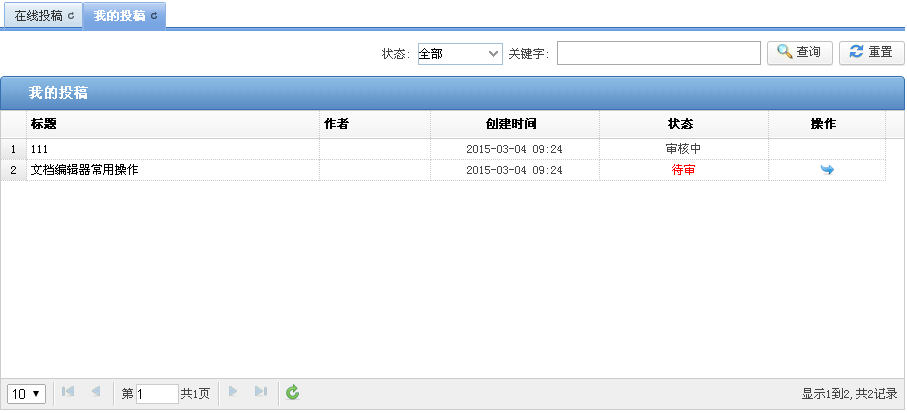 在线投稿 我的投稿
状态: 全部 关键字: 查询 重置
我的投稿
标题 作者 创建时间 状态 操作
1 111 2015-03-04 09:24 审核中
2 文档编辑器常用操作 2015-03-04 09:24 待审
10 第 1 共1页 显示1到2, 共2记录